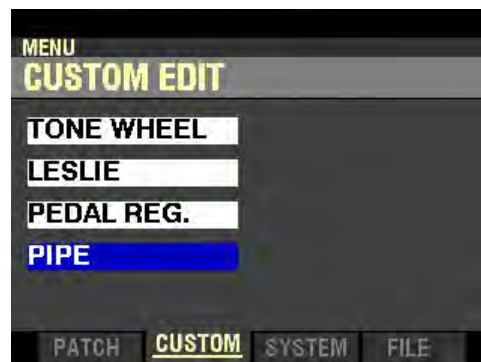 MENU
CUSTOM EDIT
TONE WHEEL
LESLIE
PEDAL REG.
PIPE
PATCH CUSTOM SYSTEM FILE